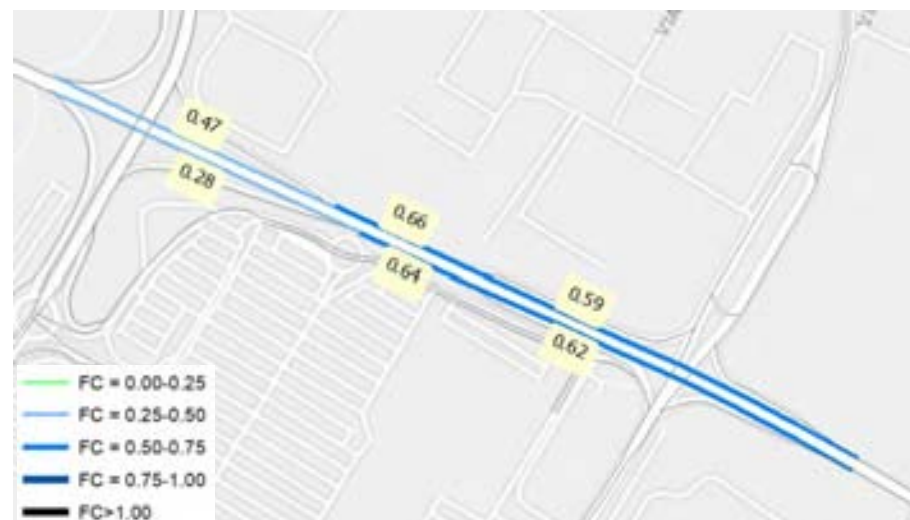 VIA
0.47
0.28
0.66
0.64
0.59
0.62
FC = 0.00-0.25
FC = 0.25-0.50
FC = 0.50-0.75
FC = 0.75-1.00
FC>1.00